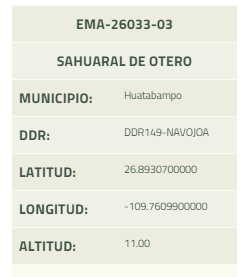 EMA-26033-03
SAHUARAL DE OTERO
MUNICIPIO: Huatabampo
DDR: DDR149-NAVOJOA
LATITUD: 26.8930700000
LONGITUD: -109.7609900000
ALTITUD: 11.00